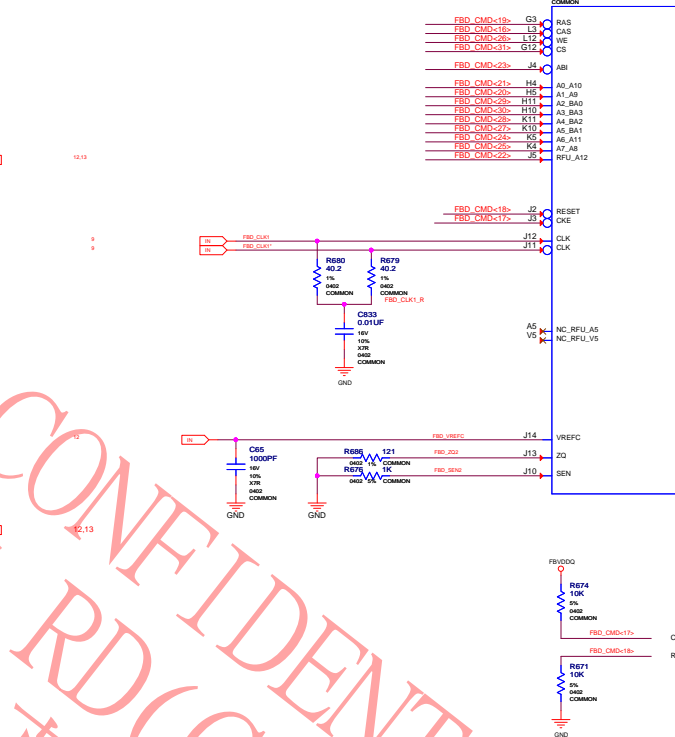 COMMON
FBD_CMD<19> G3 RAS
FBD_CMD<16> L3 CAS
FBD_CMD<26> L12 WE
FBD_CMD<31> G12 CS
FBD_CMD<23> J4 ABI
FBD_CMD<21> H4 A0_A10
FBD_CMD<20> H5 A1_A9
FBD_CMD<29> H11 A2_BA0
FBD_CMD<30> H10 A3_BA3
FBD_CMD<28> K11 A4_BA2
FBD_CMD<27> K10 A5_BA1
FBD_CMD<24> K5 A6_A11
FBD_CMD<25> K4 A7_A8
FBD_CMD<22> J5 RFU_A12
12,13
FBD_CMD<18> J2 RESET
FBD_CMD<17> J3 CKE
9 IN FBD_CLK1 J12 CLK
9 IN FBD_CLK1* J11 CLK
R680 R679
40.2 40.2
1% 1%
0402 0402
COMMON COMMON
FBD_CLK1_R
C833
0.01UF
16V
10%
X7R
0402
COMMON
GND
A5 NC_RFU_A5
V5 NC_RFU_V5
12 IN FBD_VREFC J14 VREFC
C65
1000PF
16V
10%
X7R
0402
COMMON
GND
R686 121 FBD_ZQ2 J13 ZQ
0402 1% COMMON
R676 1K FBD_SEN2 J10 SEN
0402 5% COMMON
GND
12,13
FBVDDQ
R674
10K
5%
0402
COMMON
FBD_CMD<17>
FBD_CMD<18>
R671
10K
5%
0402
COMMON
GND
CONFIDENT
RD(C